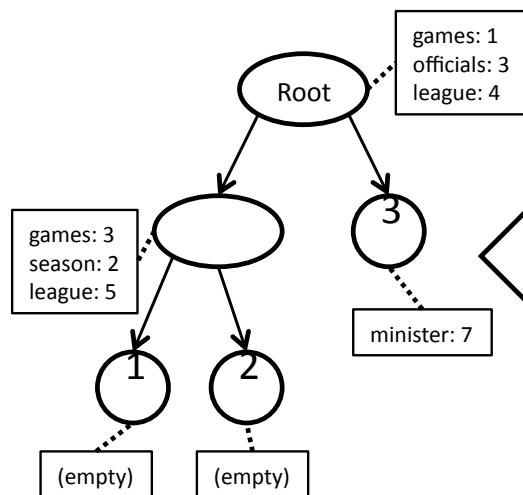 games: 1
officials: 3
league: 4
Root
3
games: 3
season: 2
league: 5
minister: 7
1
2
(empty)
(empty)